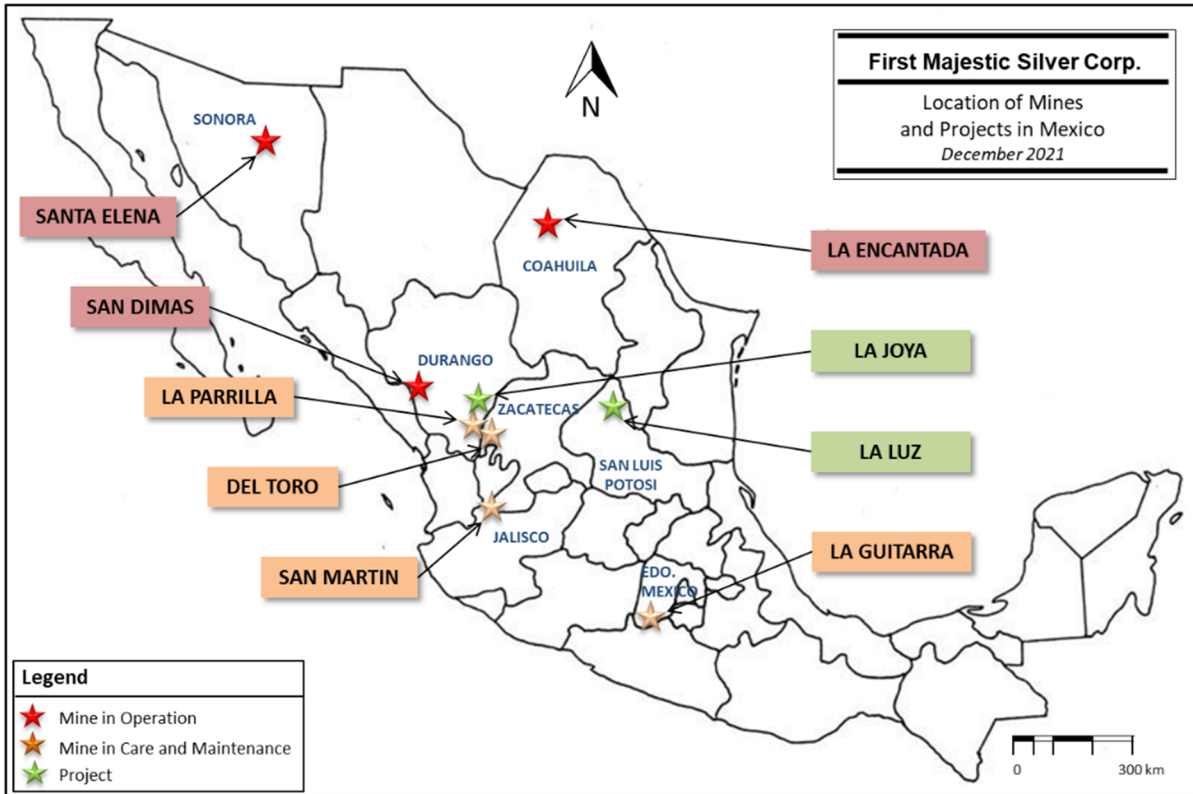 First Majestic Silver Corp.
Location of Mines
and Projects in Mexico
December 2021
N
SONORA
SANTA ELENA
COAHUILA
LA ENCANTADA
SAN DIMAS
DURANGO
LA JOYA
LA PARRILLA
ZACATECAS
LA LUZ
DEL TORO
SAN LUIS
POTOSI
JALISCO
SAN MARTIN
EDO.
MEXICO
LA GUITARRA
Legend
Mine in Operation
Mine in Care and Maintenance
Project
0 300 km